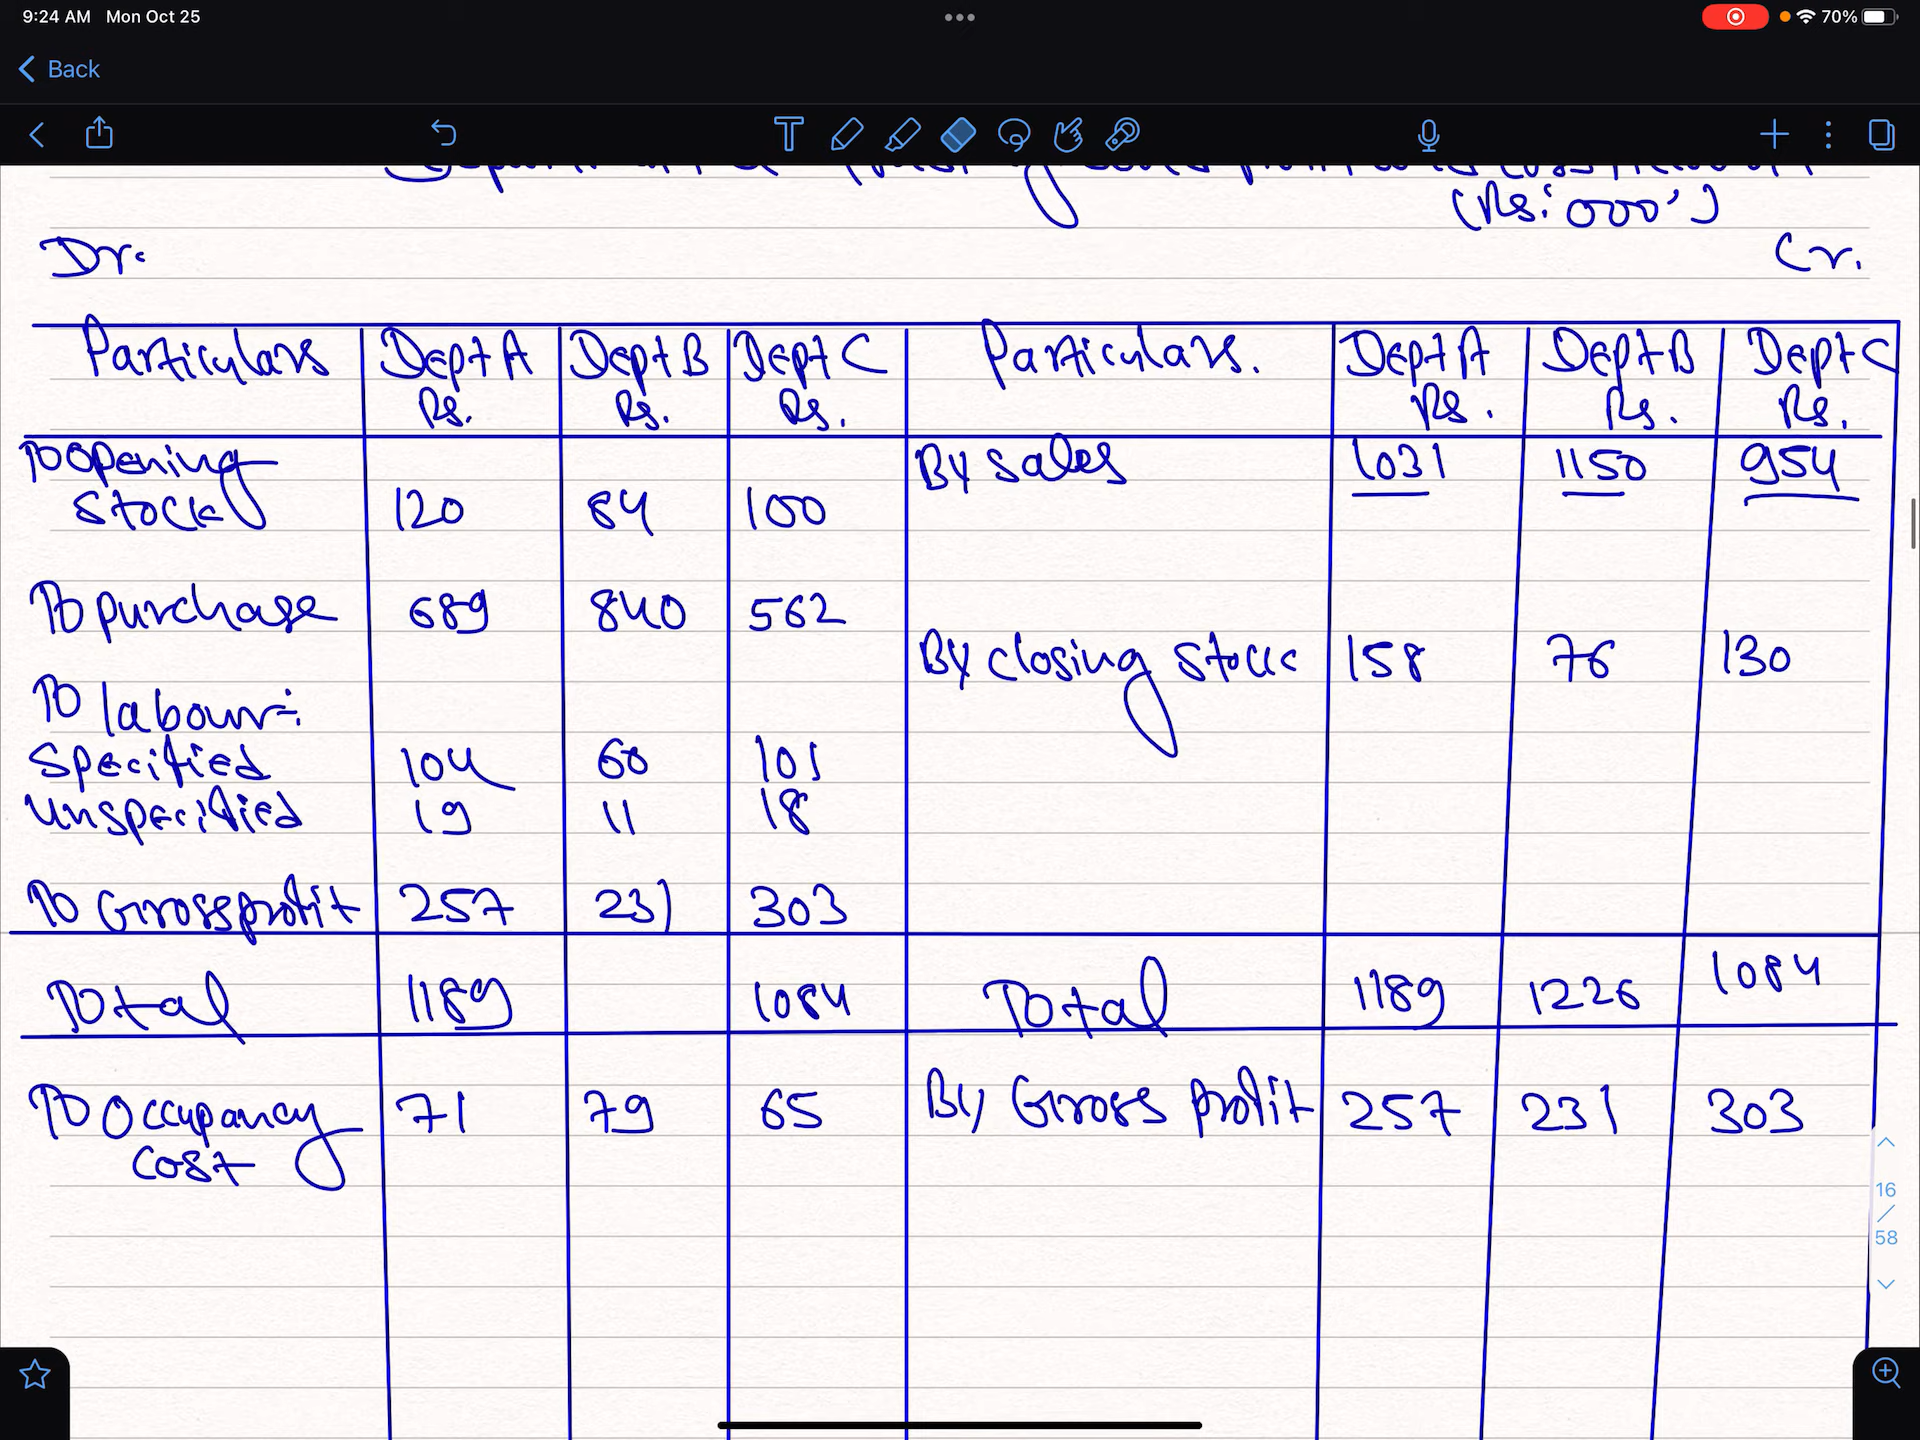 9:24 AM Mon Oct 25
70%
Back
(Rs:000')
Dr.
Cr.
Particulars Dept A Dept B Dept C Particulars. Dept A Dept B Dept C
Rs. Rs. Rs. Rs. Rs. Rs.
To Opening By sales 1031 1150 954
stock 120 84 100
To purchase 689 840 562
By closing stock 158 76 130
To labour:
specified 104 60 101
unspecified 19 11 18
To Gross profit 257 231 303
Total 1189 1084 Total 1189 1226 1084
To Occupancy 71 79 65 By Gross profit 257 231 303
cost
16
/
58